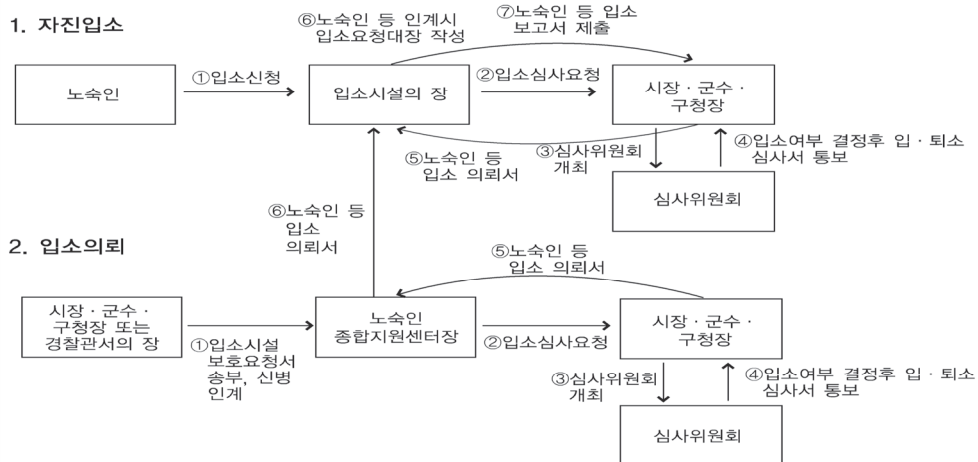 1. 자진입소
⑥노숙인 등 인계시
입소요청대장 작성
⑦노숙인 등 입소
보고서 제출
노숙인
①입소신청
입소시설의 장
②입소심사요청
시장·군수·
구청장
⑤노숙인 등
입소 의뢰서
③심사위원회
개최
④입소여부 결정후 입·퇴소
심사서 통보
심사위원회
⑥노숙인 등
입소
의뢰서
2. 입소의뢰
⑤노숙인 등
입소 의뢰서
시장·군수·
구청장 또는
경찰관서의 장
①입소시설
보호요청서
송부, 신병
인계
노숙인
종합지원센터장
②입소심사요청
시장·군수·
구청장
③심사위원회
개최
④입소여부 결정후 입·퇴소
심사서 통보
심사위원회